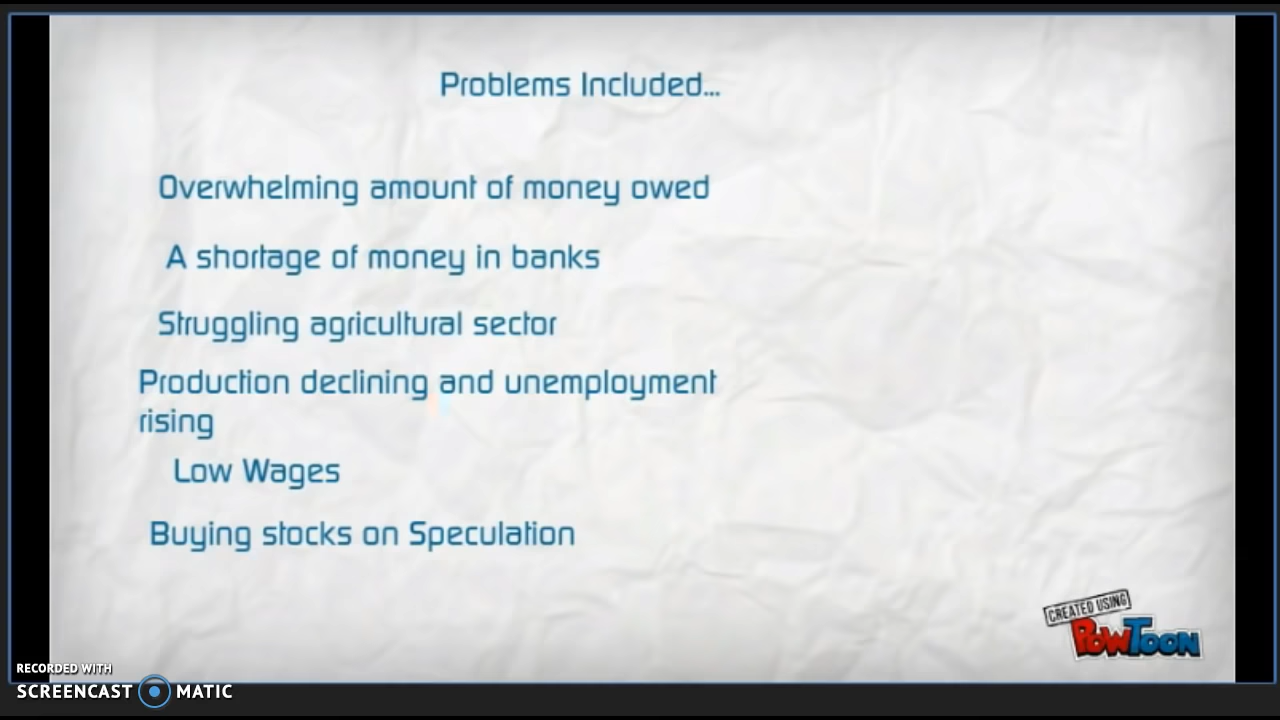 Problems Included...
Overwhelming amount of money owed
A shortage of money in banks
Struggling agricultural sector
Production declining and unemployment
rising
Low Wages
Buying stocks on Speculation
CREATED USING
POWTOON
RECORDED WITH
SCREENCAST MATIC